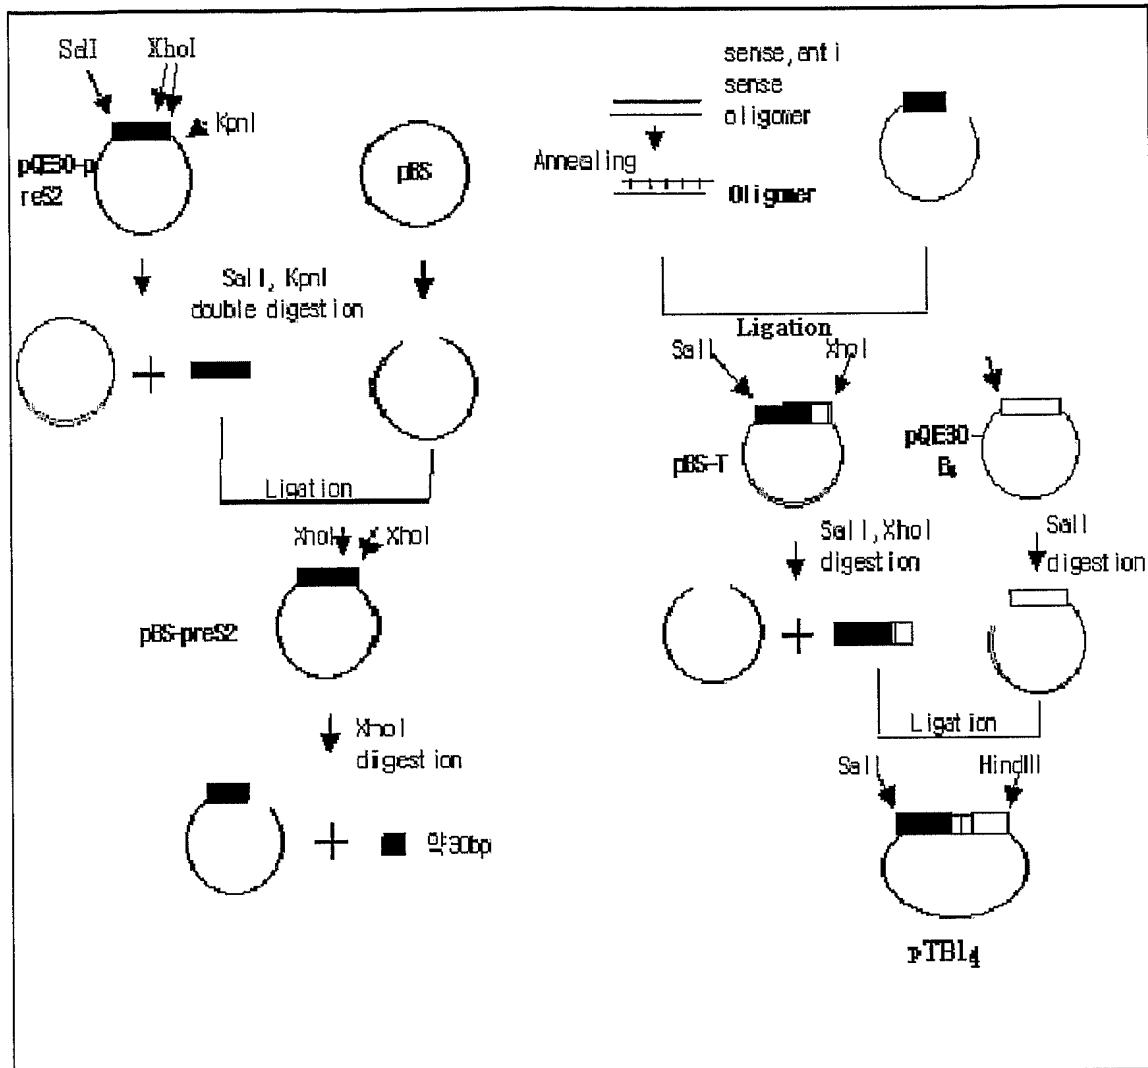 SalI
XhoI
KpnI
pQE30-p
reS2
pBS
SalI, KpnI
double digestion
Ligation
XhoI
XhoI
pBS-preS2
XhoI
digestion
약30bp
sense,anti
sense
oligomer
Annealing
Oligomer
Ligation
SalI
XhoI
pBS-T
pQE30-
SalI,XhoI
digestion
SalI
digestion
Ligation
SalI
HindIII
pTB1₄